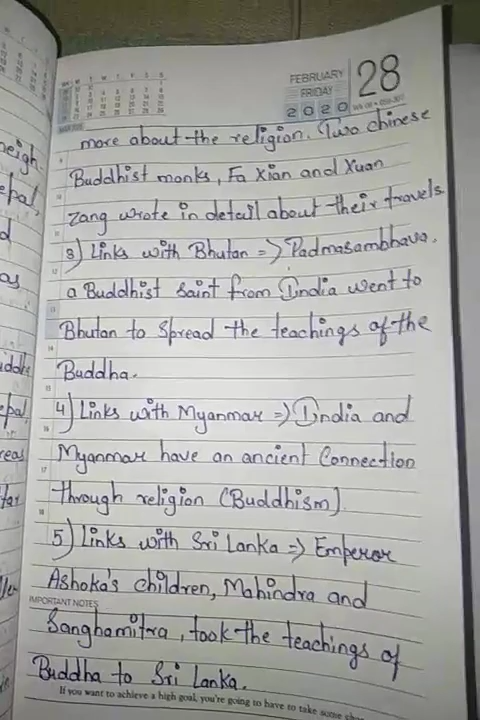 FEBRUARY
FRIDAY
2020
28
more about the religion. Two chinese
Buddhist monks, Fa Xian and Xuan
Zang wrote in detail about their travels.
3) Links with Bhutan => Padmasambhava,
a Buddhist Saint from India went to
Bhutan to Spread the teachings of the
Buddha.
4) Links with Myanmar => India and
Myanmar have an ancient Connection
through religion (Buddhism)
5) Links with Sri Lanka => Emperor
Ashoka's children, Mahindra and
IMPORTANT NOTES
Sanghamitra, took the teachings of
Buddha to Sri Lanka.
If you want to achieve a high goal, you're going to have to take some